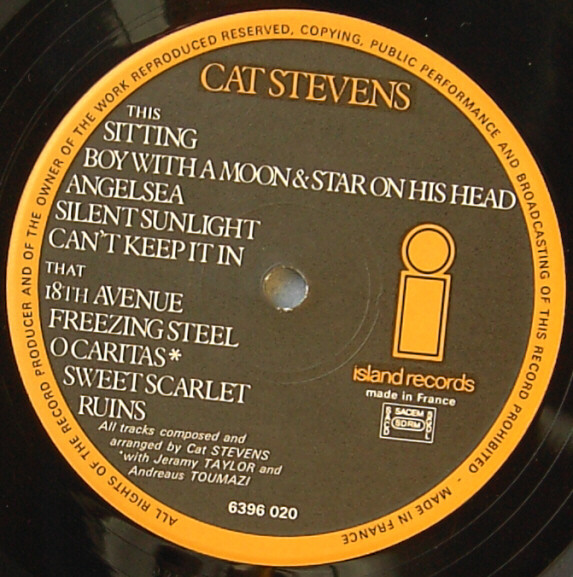 ALL RIGHTS OF THE RECORD PRODUCER AND OF THE OWNER OF THE WORK REPRODUCED RESERVED, COPYING, PUBLIC PERFORMANCE AND BROADCASTING OF THIS RECORD PROHIBITED - MADE IN FRANCE
CAT STEVENS
THIS
SITTING
BOY WITH A MOON & STAR ON HIS HEAD
ANGELSEA
SILENT SUNLIGHT
CAN'T KEEP IT IN
THAT
18TH AVENUE
FREEZING STEEL
O CARITAS*
SWEET SCARLET
RUINS
All tracks composed and
arranged by Cat STEVENS
*with Jeramy TAYLOR and
Andreaus TOUMAZI
6396 020
i
island records
made in France
SACEM
SDRM
SACD